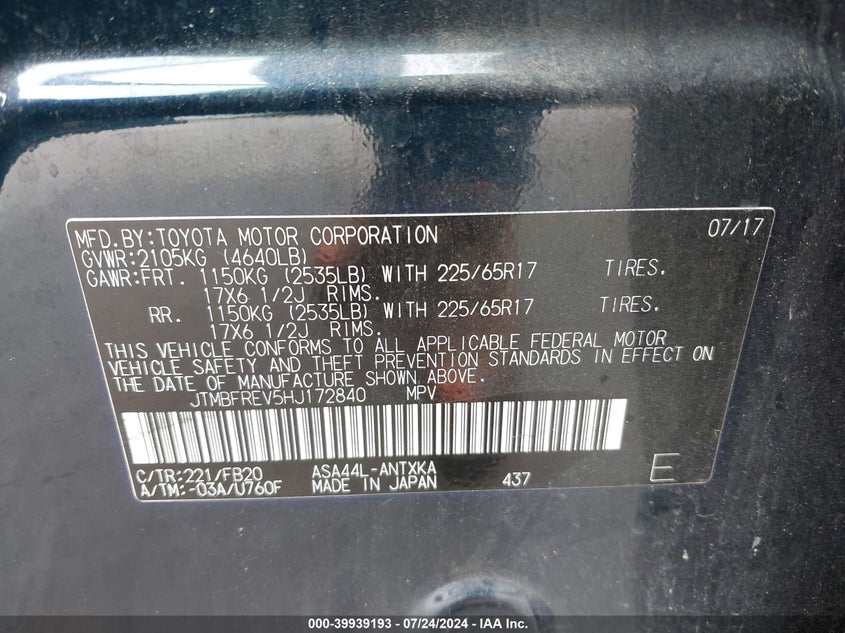 MFD.BY:TOYOTA MOTOR CORPORATION 07/17
GVWR:2105KG (4640LB)
GAWR:FRT. 1150KG (2535LB) WITH 225/65R17 TIRES.
17X6 1/2J RIMS.
RR. 1150KG (2535LB) WITH 225/65R17 TIRES.
17X6 1/2J RIMS.
THIS VEHICLE CONFORMS TO ALL APPLICABLE FEDERAL MOTOR
VEHICLE SAFETY AND THEFT PREVENTION STANDARDS IN EFFECT ON
THE DATE OF MANUFACTURE SHOWN ABOVE.
JTMBFREV5HJ172840 MPV
C/TR:221/FB20 ASA44L-ANTXKA
A/TM:-03A/U760F MADE IN JAPAN 437 E
000-39939193 - 07/24/2024 - IAA Inc.